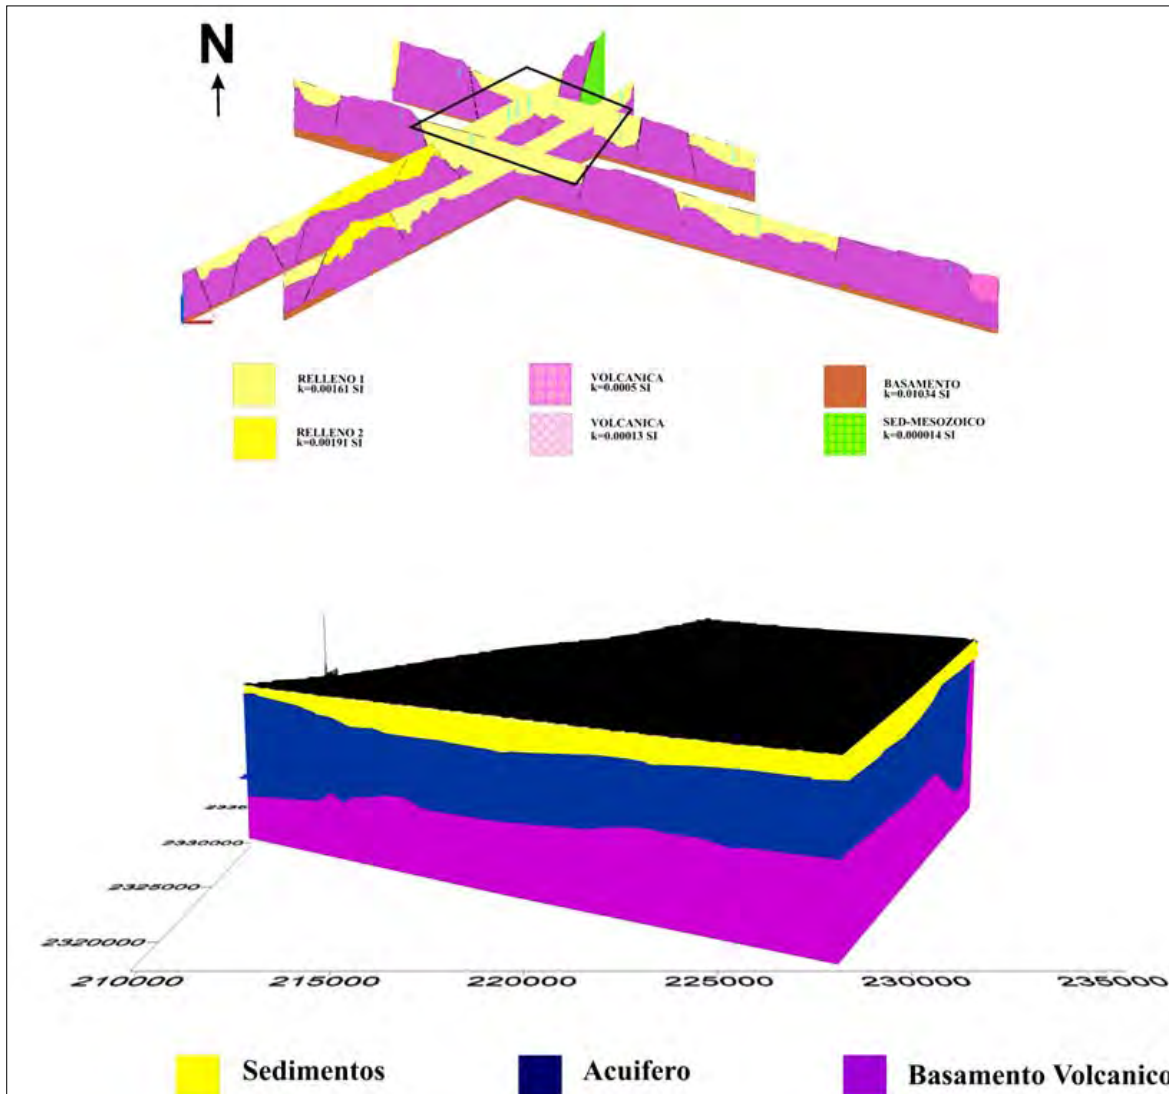 N
RELLENO 1
k=0.00161 SI
VOLCANICA
k=0.0005 SI
BASAMENTO
k=0.01034 SI
RELLENO 2
k=0.00191 SI
VOLCANICA
k=0.00013 SI
SED-MESOZOICO
k=0.000014 SI
2330000
2325000
2320000
210000 215000 220000 225000 230000 235000
Sedimentos Acuifero Basamento Volcanico